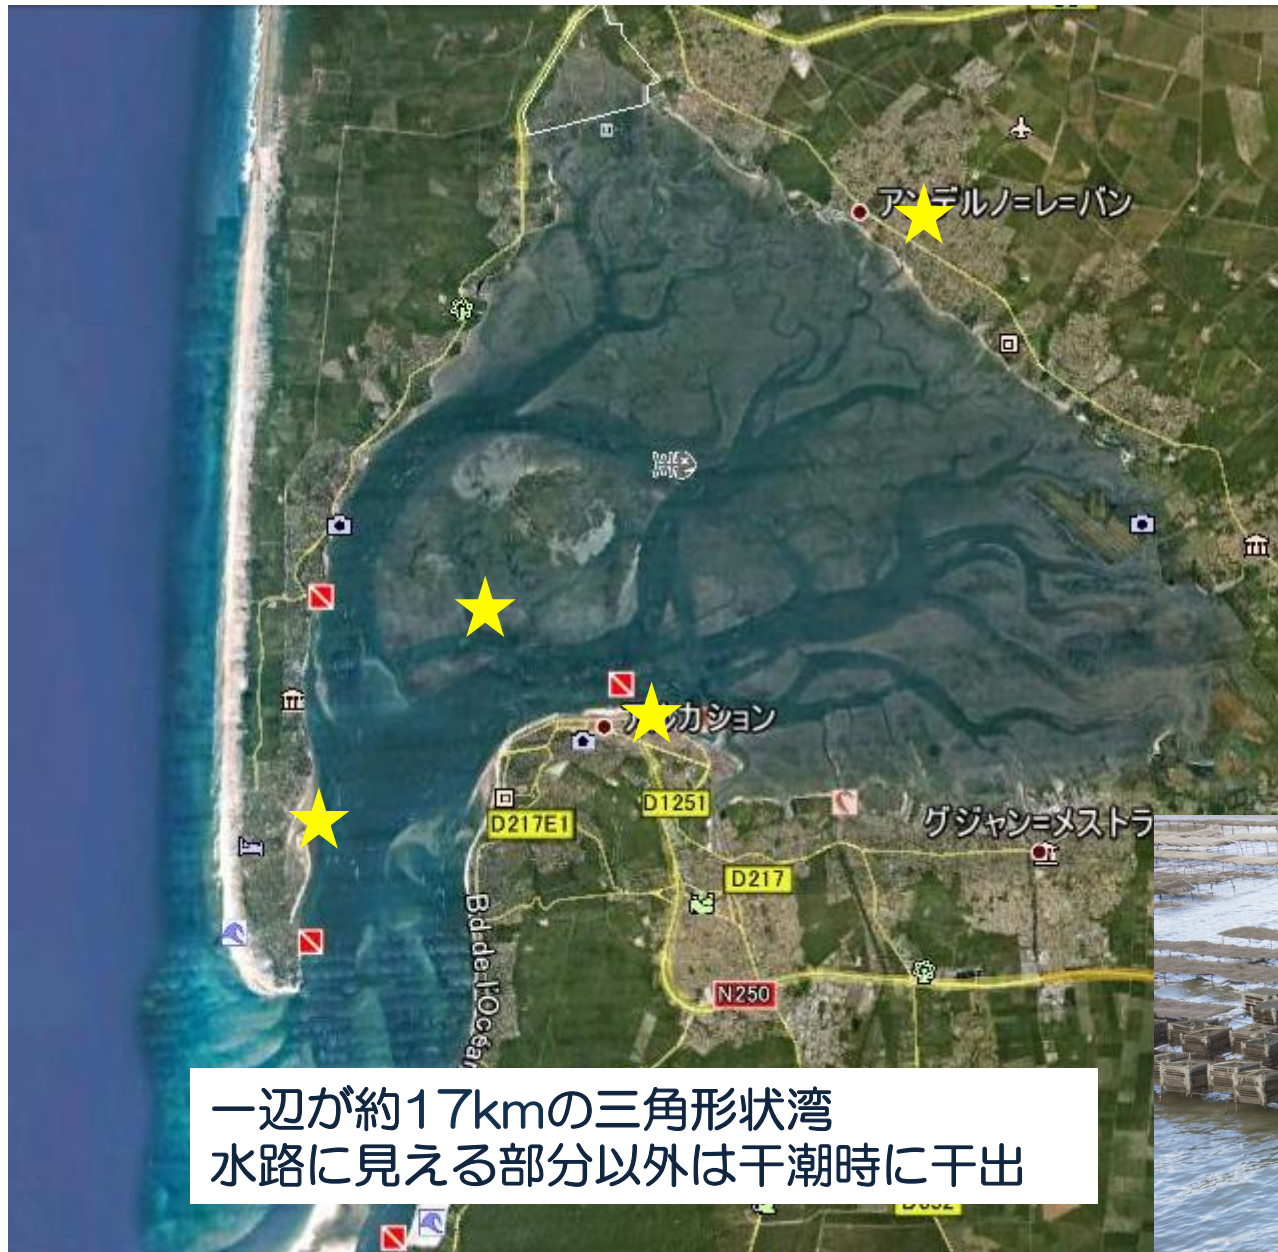 アンデルノ=レ=バン
アルカション
D1251
D217E1
グジャン=メストラ
D217
Bd de l'Océan
N250
一辺が約17kmの三角形状湾
水路に見える部分以外は干潮時に干出